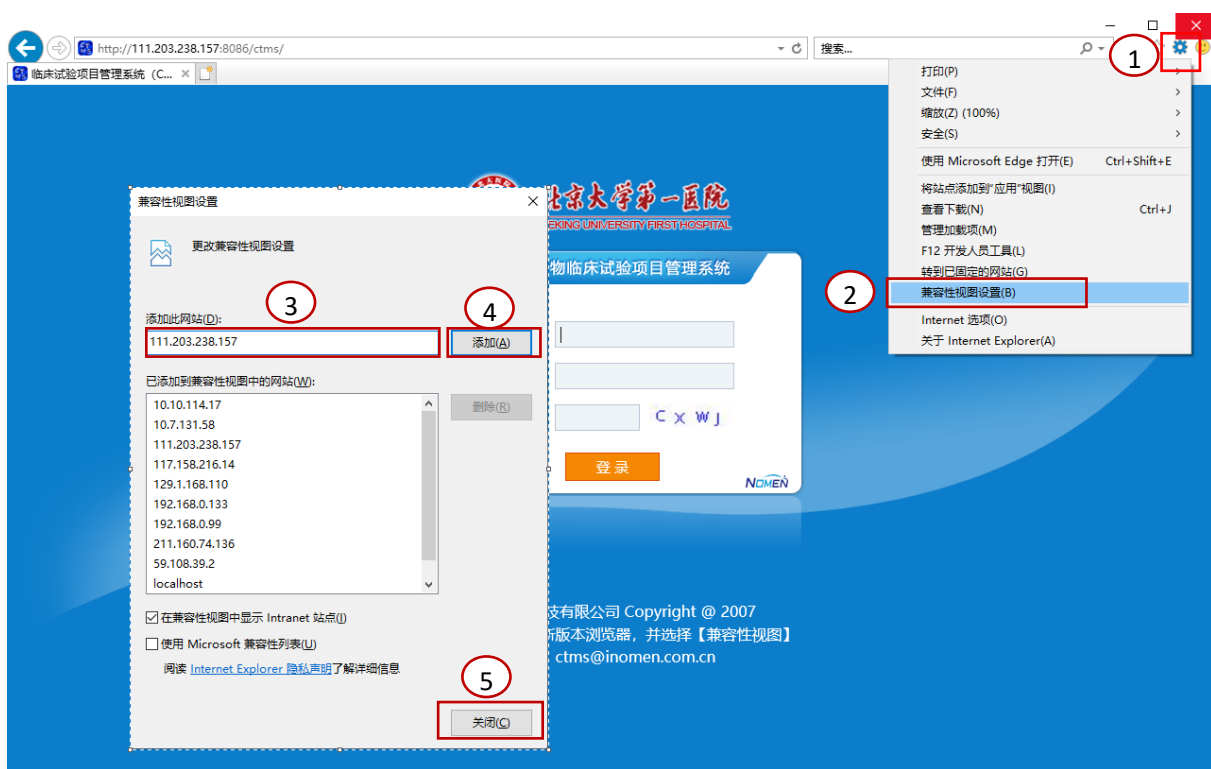 http://111.203.238.157:8086/ctms/
搜索...
临床试验项目管理系统 (C...
1
打印(P)
文件(F)
缩放(Z) (100%)
安全(S)
使用 Microsoft Edge 打开(E) Ctrl+Shift+E
将站点添加到"应用"视图(I)
查看下载(N) Ctrl+J
管理加载项(M)
F12 开发人员工具(L)
转到已固定的网站(G)
2
兼容性视图设置(B)
Internet 选项(O)
关于 Internet Explorer(A)
北京大学第一医院
EKING UNIVERSITY FIRST HOSPITAL
物临床试验项目管理系统
C X W J
登录
NOMEN
技有限公司 Copyright @ 2007
新版本浏览器，并选择【兼容性视图】
ctms@inomen.com.cn
兼容性视图设置
更改兼容性视图设置
3
4
添加此网站(D):
111.203.238.157
添加(A)
已添加到兼容性视图中的网站(W):
删除(R)
10.10.114.17
10.7.131.58
111.203.238.157
117.158.216.14
129.1.168.110
192.168.0.133
192.168.0.99
211.160.74.136
59.108.39.2
localhost
在兼容性视图中显示 Intranet 站点(I)
使用 Microsoft 兼容性列表(U)
阅读 Internet Explorer 隐私声明了解详细信息
5
关闭(C)